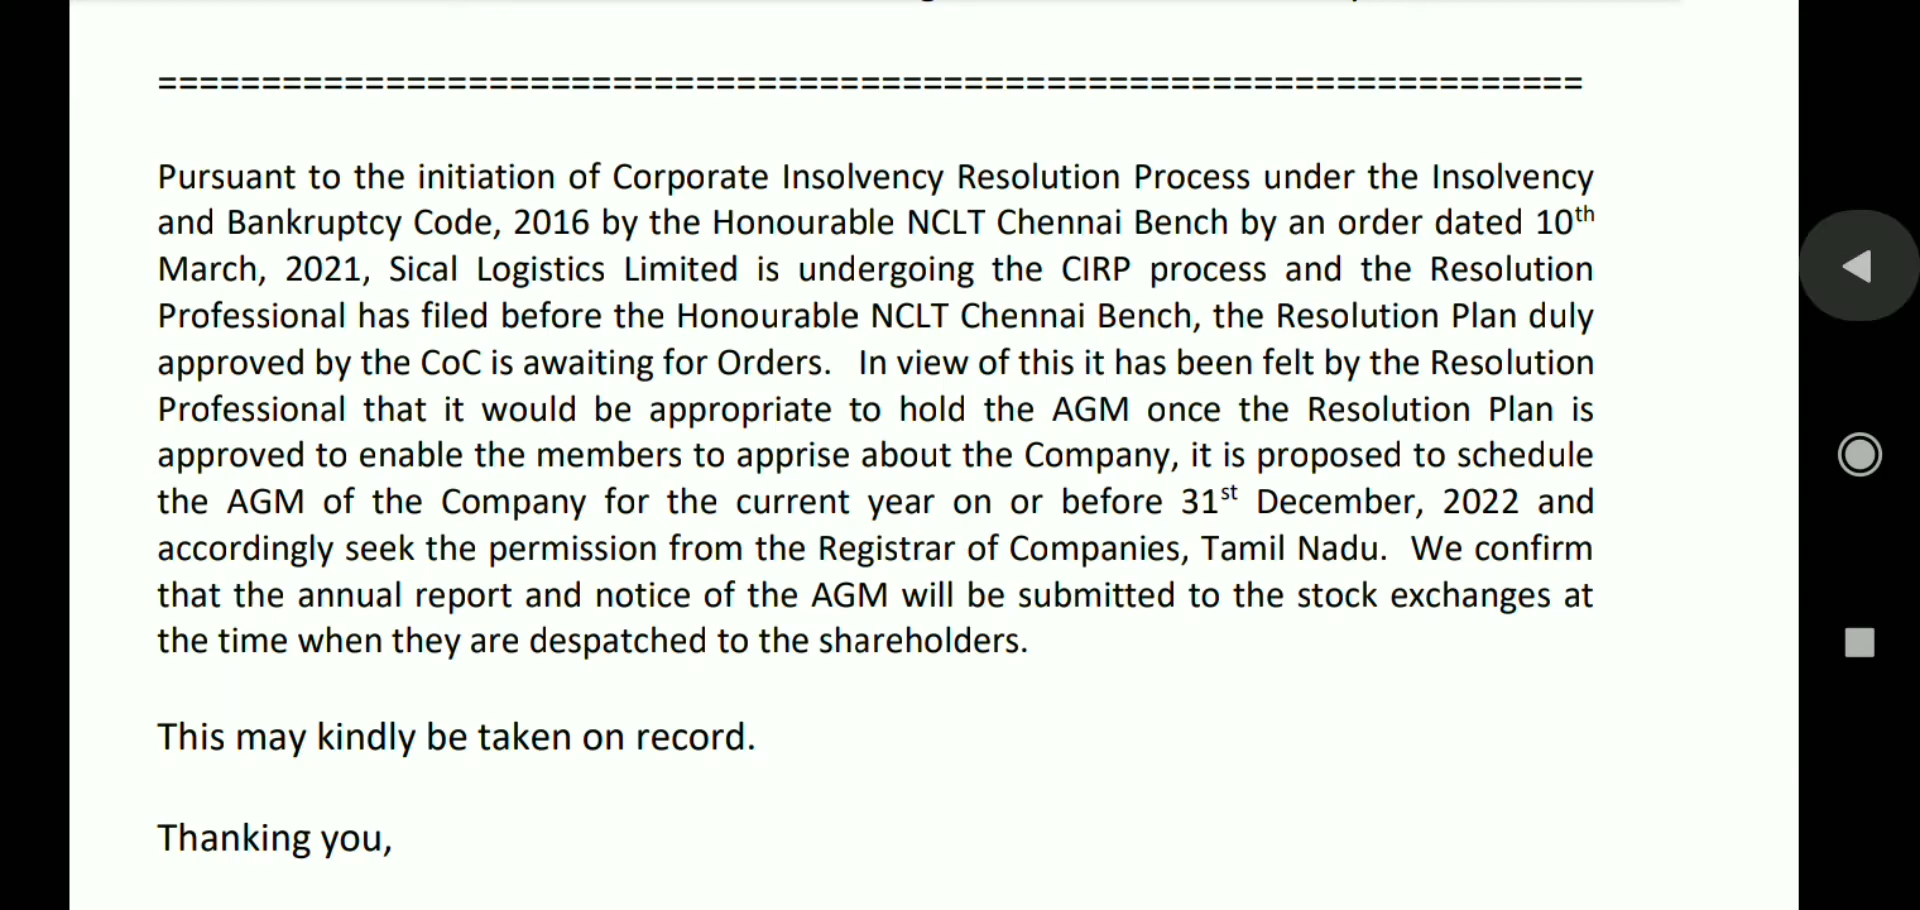 ======================================================================
Pursuant to the initiation of Corporate Insolvency Resolution Process under the Insolvency
and Bankruptcy Code, 2016 by the Honourable NCLT Chennai Bench by an order dated 10th
March, 2021, Sical Logistics Limited is undergoing the CIRP process and the Resolution
Professional has filed before the Honourable NCLT Chennai Bench, the Resolution Plan duly
approved by the CoC is awaiting for Orders. In view of this it has been felt by the Resolution
Professional that it would be appropriate to hold the AGM once the Resolution Plan is
approved to enable the members to apprise about the Company, it is proposed to schedule
the AGM of the Company for the current year on or before 31st December, 2022 and
accordingly seek the permission from the Registrar of Companies, Tamil Nadu. We confirm
that the annual report and notice of the AGM will be submitted to the stock exchanges at
the time when they are despatched to the shareholders.
This may kindly be taken on record.
Thanking you,